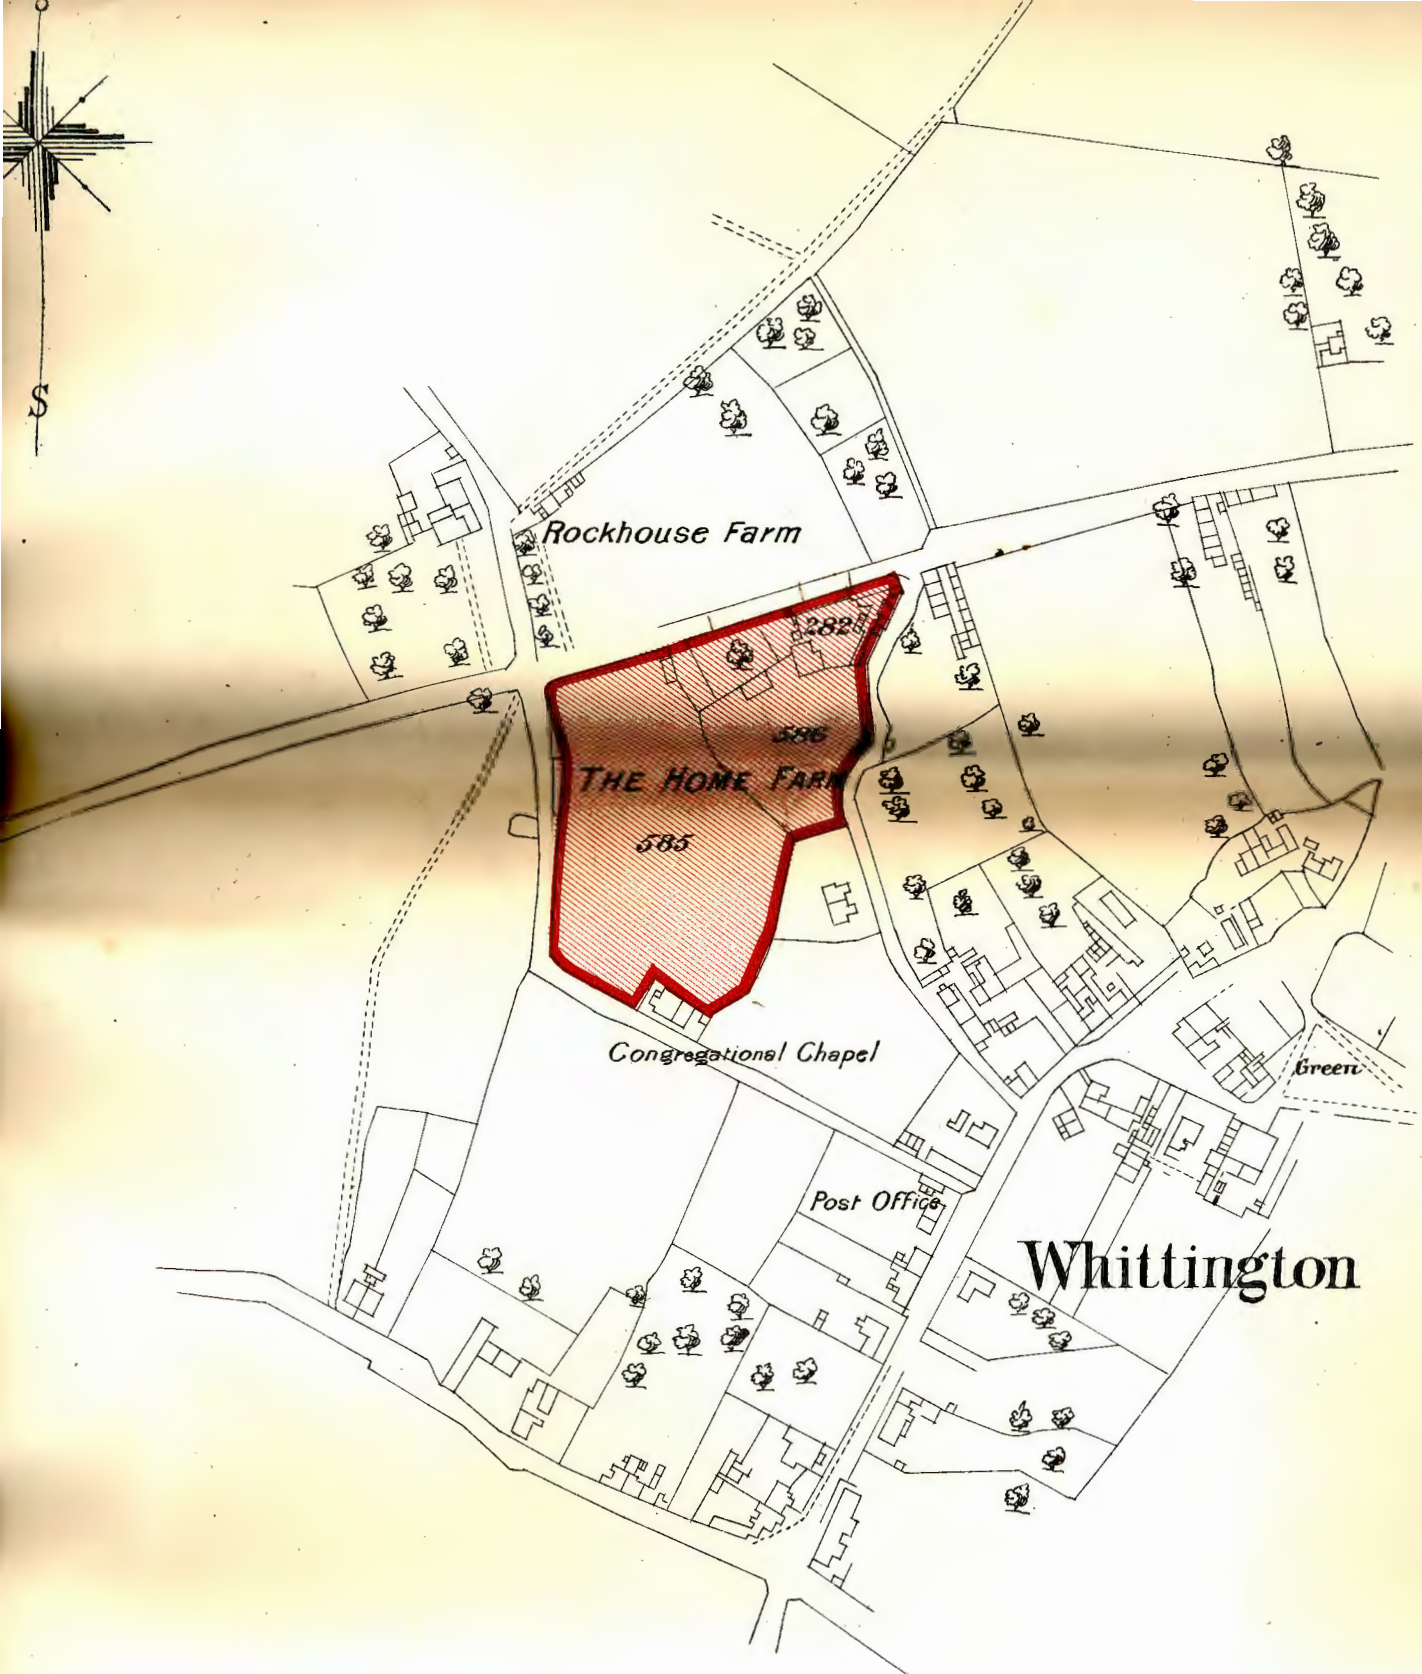 S
Rockhouse Farm
282
586
THE HOME FARM
585
Congregational Chapel
Green
Post Office
Whittington